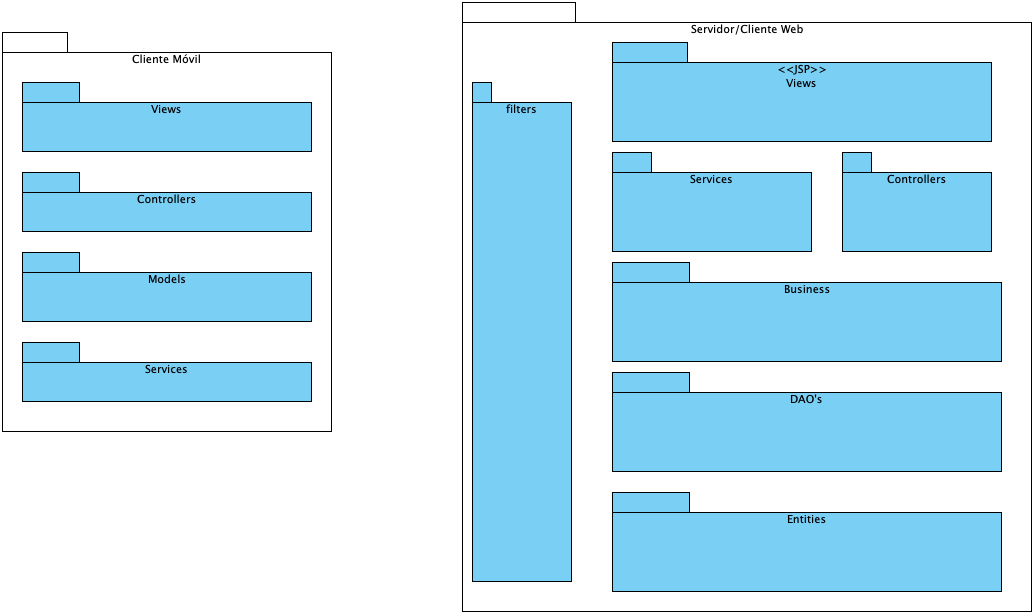 Cliente Móvil
Views
Controllers
Models
Services
Servidor/Cliente Web
filters
<<JSP>>
Views
Services
Controllers
Business
DAO's
Entities